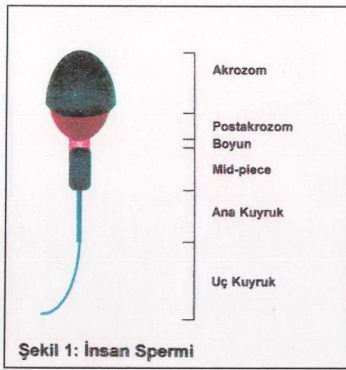 Akrozom
Postakrozom
Boyun
Mid-piece
Ana Kuyruk
Uç Kuyruk
Şekil 1: İnsan Spermi